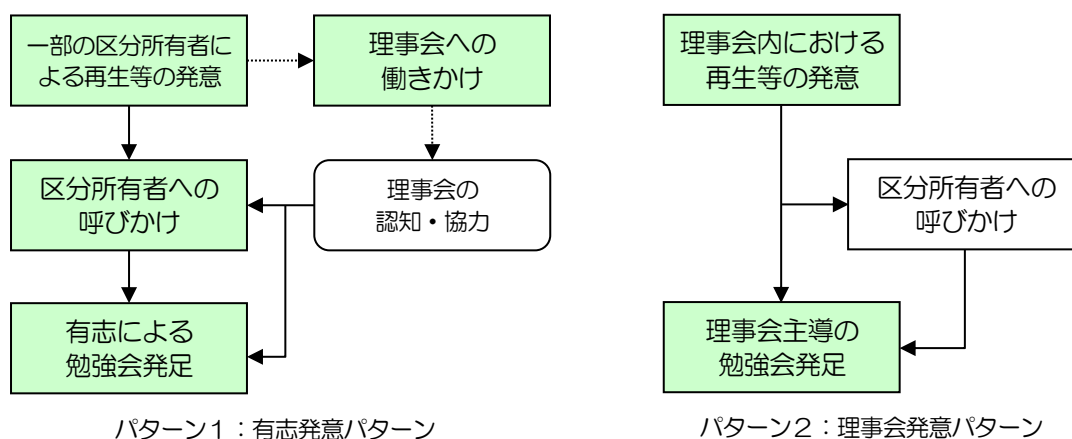 一部の区分所有者に
よる再生等の発意
理事会への
働きかけ
区分所有者への
呼びかけ
理事会の
認知・協力
有志による
勉強会発足
パターン１：有志発意パターン
理事会内における
再生等の発意
区分所有者への
呼びかけ
理事会主導の
勉強会発足
パターン２：理事会発意パターン